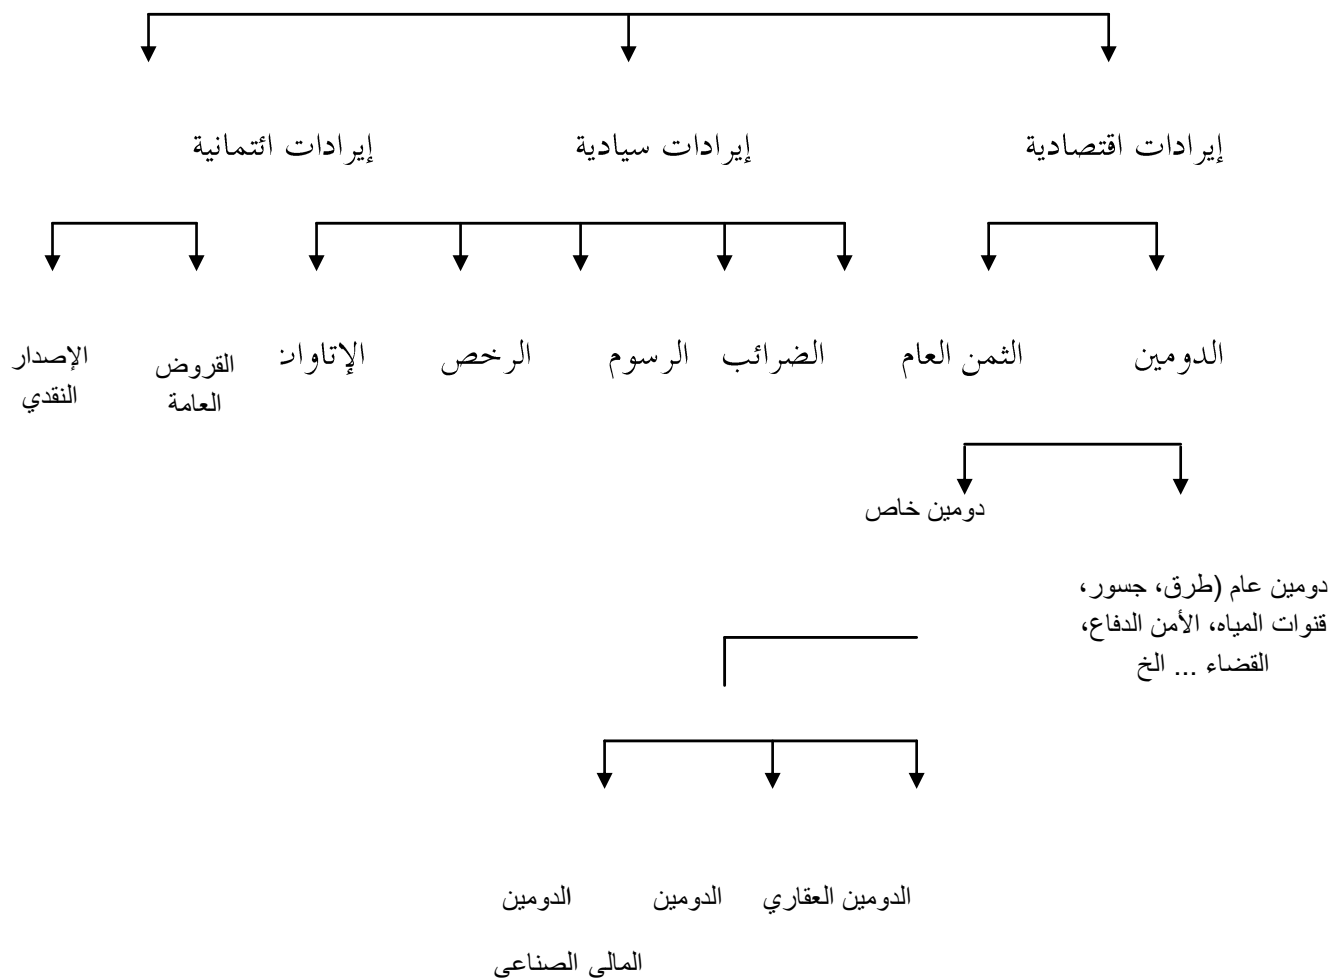 إيرادات اقتصادية
إيرادات سيادية
إيرادات ائتمانية
الدومين
الثمن العام
الضرائب
الرسوم
الرخص
الإتاوات
القروض
العامة
الإصدار
النقدي
دومين خاص
دومين عام (طرق، جسور،
قنوات المياه، الأمن الدفاع،
القضاء ... الخ
الدومين العقاري
الدومين
الدومين
المالي الصناعي